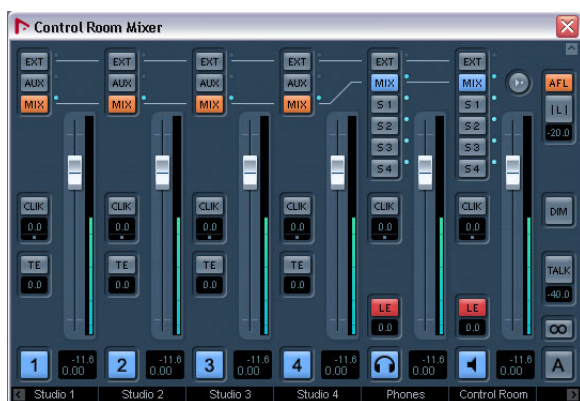 Control Room Mixer
EXT EXT EXT EXT EXT EXT
AUX AUX AUX AUX MIX MIX AFL
MIX MIX MIX MIX S 1 S 1 | L |
S 2 S 2 -20.0
S 3 S 3
S 4 S 4
CLIK CLIK CLIK CLIK CLIK CLIK DIM
0.0 0.0 0.0 0.0 0.0 0.0
TE TE TE TE TALK
0.0 0.0 0.0 0.0 -40.0
LE LE
0.0 0.0
1 -11.6 2 -11.6 3 -11.6 4 -11.6 -11.6 -11.6 A
0.00 0.00 0.00 0.00 0.00 0.00
Studio 1 Studio 2 Studio 3 Studio 4 Phones Control Room